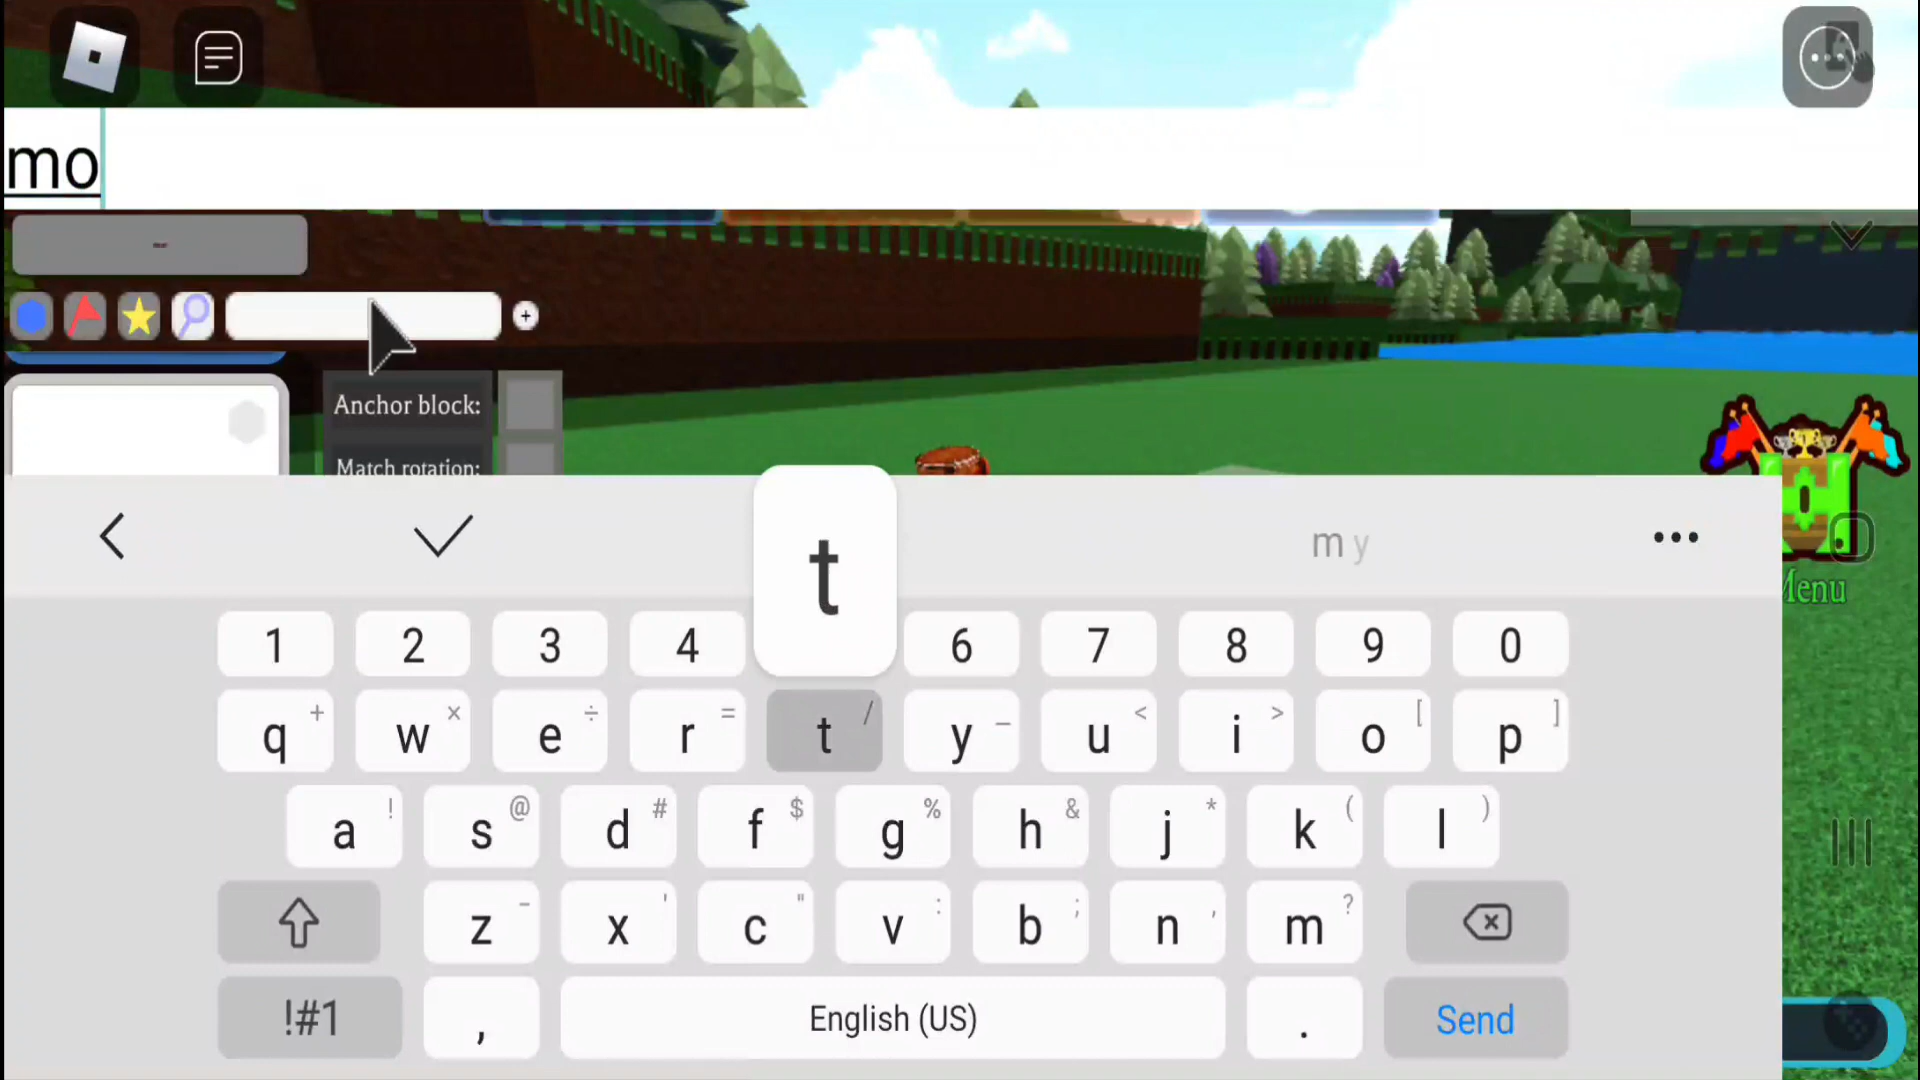 mo
-
+
Anchor block:
Match rotation:
t
my
Menu
1 2 3 4 6 7 8 9 0
q + w × e ÷ r = t / y _ u < i > o [ p ]
a ! s @ d # f $ g % h & j * k ( l )
z - x ' c " v : b ; n , m ?
!#1 , English (US) . Send